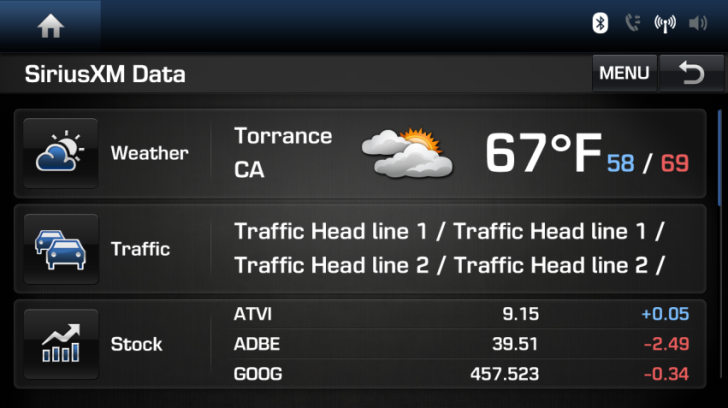 SiriusXM Data
MENU
Weather
Torrance
CA
67°F 58 / 69
Traffic
Traffic Head line 1 / Traffic Head line 1 /
Traffic Head line 2 / Traffic Head line 2 /
Stock
ATVI 9.15 +0.05
ADBE 39.51 -2.49
GOOG 457.523 -0.34